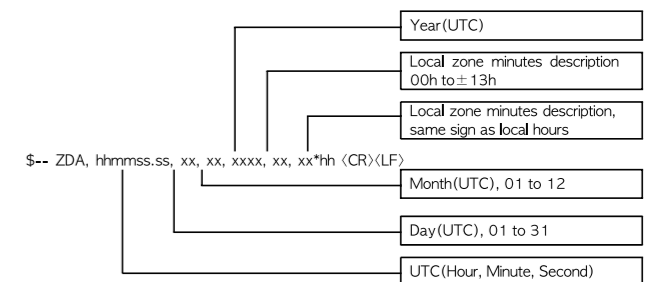 Year(UTC)
Local zone minutes description
00h to±13h
Local zone minutes description,
same sign as local hours
$-- ZDA, hhmmss.ss, xx, xx, xxxx, xx, xx*hh 〈CR〉〈LF〉
Month(UTC), 01 to 12
Day(UTC), 01 to 31
UTC(Hour, Minute, Second)